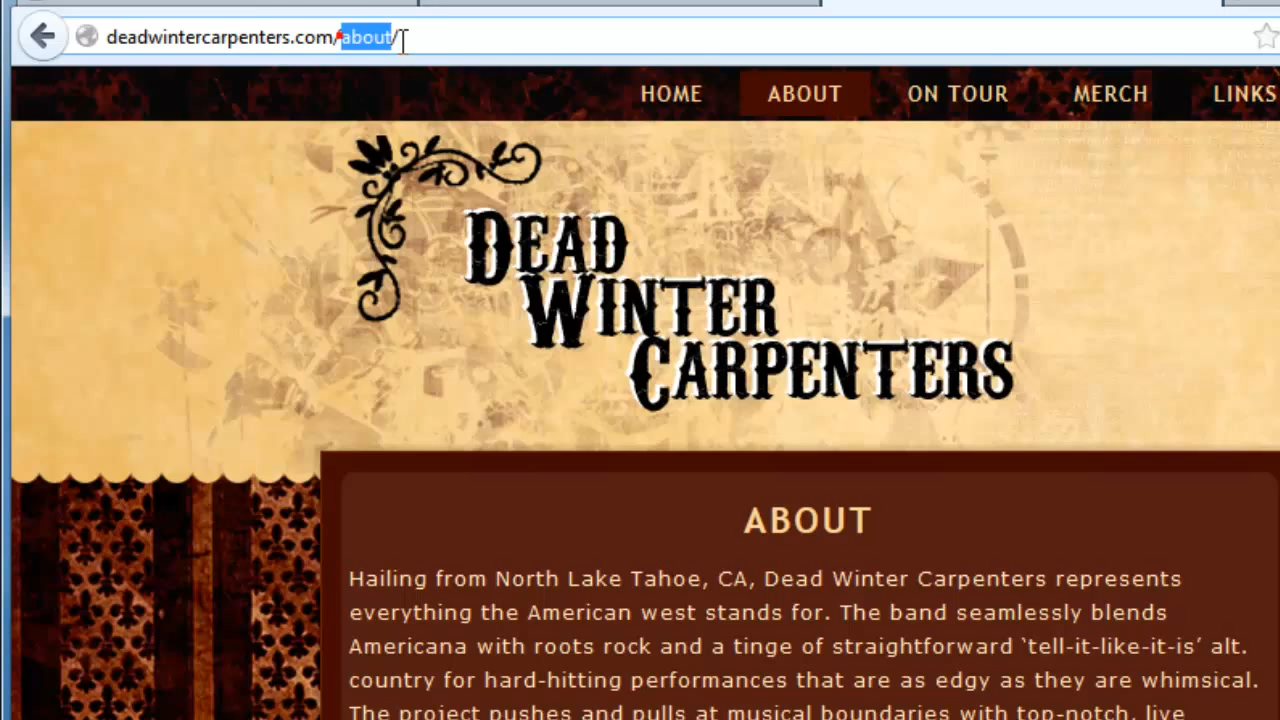 deadwintercarpenters.com/about/
HOME ABOUT ON TOUR MERCH LINKS
DEAD
WINTER
CARPENTERS
ABOUT
Hailing from North Lake Tahoe, CA, Dead Winter Carpenters represents
everything the American west stands for. The band seamlessly blends
Americana with roots rock and a tinge of straightforward ‘tell-it-like-it-is’ alt.
country for hard-hitting performances that are as edgy as they are whimsical.
The project pushes and pulls at musical boundaries with top-notch, live